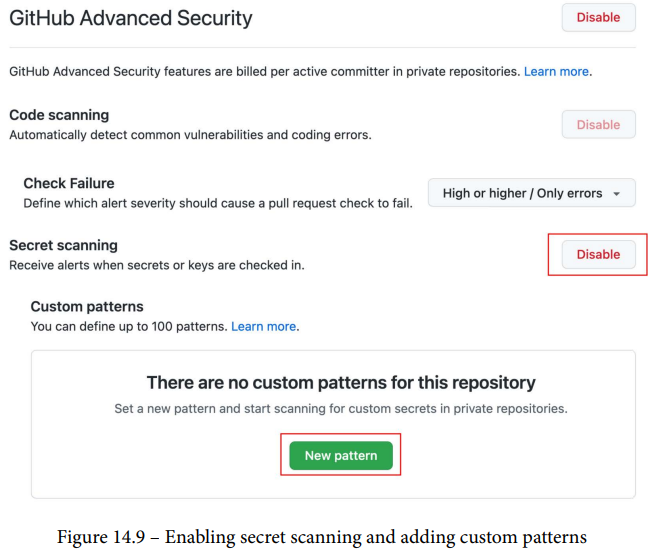 GitHub Advanced Security
Disable
GitHub Advanced Security features are billed per active committer in private repositories. Learn more.
Code scanning
Automatically detect common vulnerabilities and coding errors.
Disable
Check Failure
Define which alert severity should cause a pull request check to fail.
High or higher / Only errors
Secret scanning
Receive alerts when secrets or keys are checked in.
Disable
Custom patterns
You can define up to 100 patterns. Learn more.
There are no custom patterns for this repository
Set a new pattern and start scanning for custom secrets in private repositories.
New pattern
Figure 14.9 – Enabling secret scanning and adding custom patterns